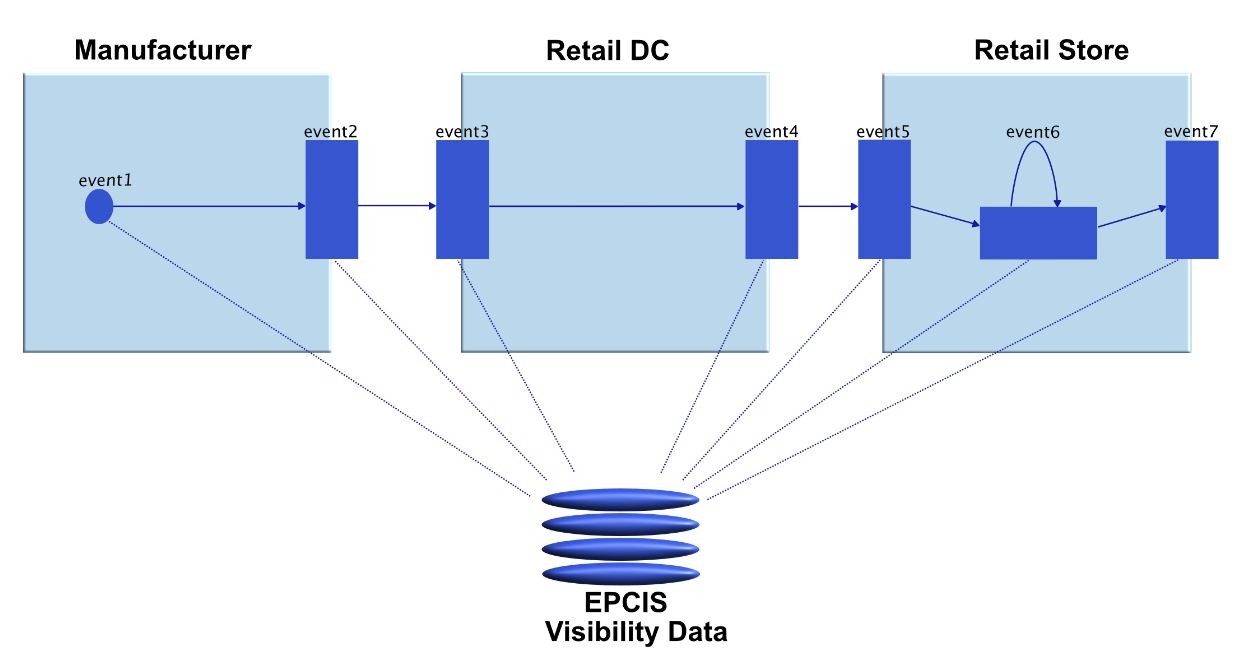 Manufacturer
Retail DC
Retail Store
event1
event2
event3
event4
event5
event6
event7
EPCIS
Visibility Data